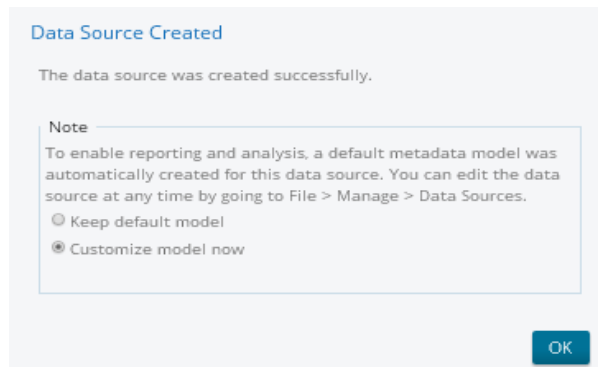 Data Source Created
The data source was created successfully.
Note
To enable reporting and analysis, a default metadata model was
automatically created for this data source. You can edit the data
source at any time by going to File > Manage > Data Sources.
Keep default model
Customize model now
OK